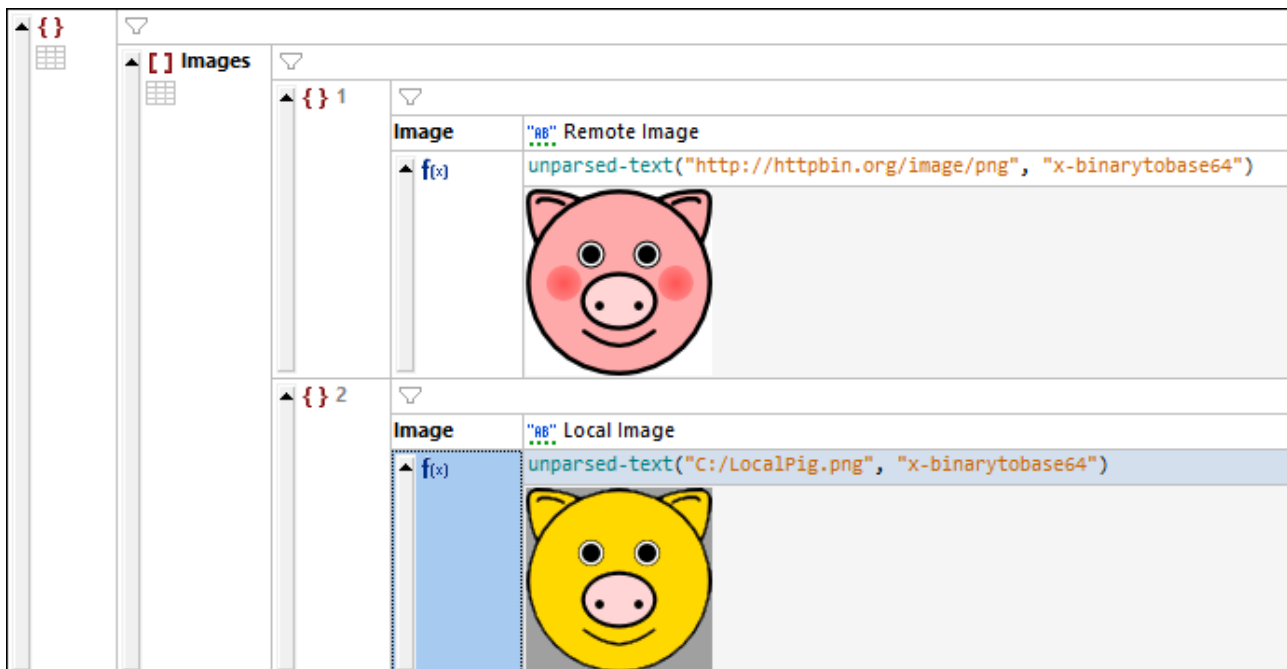 { }
[ ] Images
{ } 1
Image "AB" Remote Image
f(x) unparsed-text("http://httpbin.org/image/png", "x-binarytobase64")
{ } 2
Image "AB" Local Image
f(x) unparsed-text("C:/LocalPig.png", "x-binarytobase64")